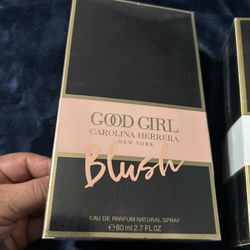 GOOD GIRL
CAROLINA HERRERA
NEW YORK
Blush
EAU DE PARFUM NATURAL SPRAY
℮ 80 ml 2.7 FL OZ